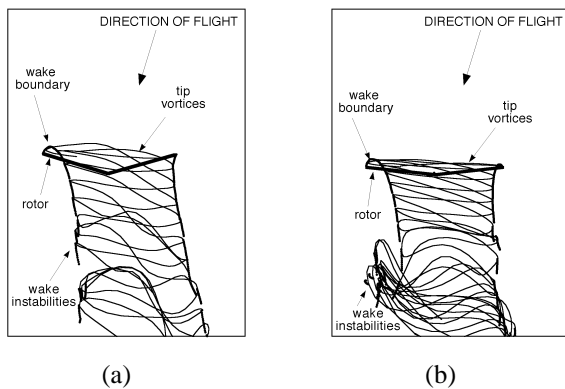 DIRECTION OF FLIGHT
wake
boundary
tip
vortices
rotor
wake
instabilities
(a)
DIRECTION OF FLIGHT
wake
boundary
tip
vortices
rotor
wake
instabilities
(b)